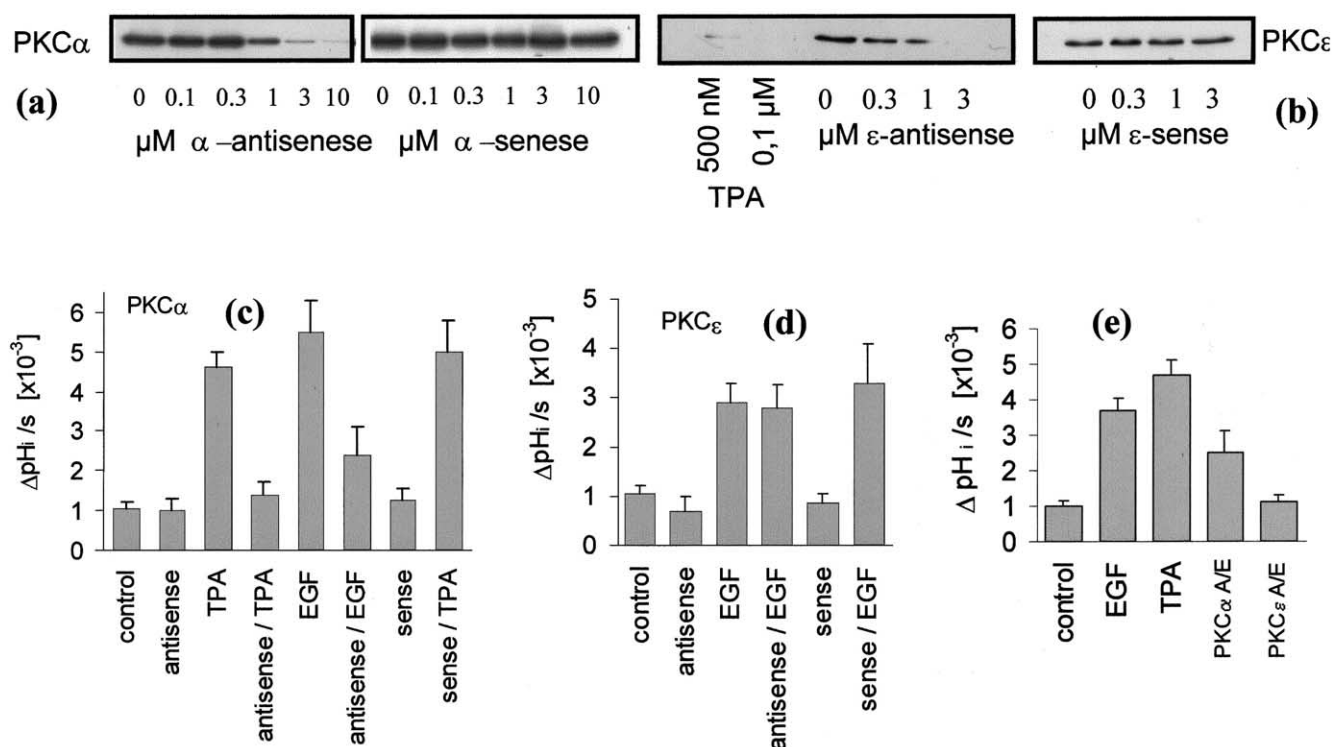 PKCα
0 0.1 0.3 1 3 10
0 0.1 0.3 1 3 10
(a)
μM α –antisenese
μM α –senese
PKCε
500 nM
0,1 μM
TPA
0 0.3 1 3
μM ε-antisense
0 0.3 1 3
μM ε-sense
(b)
PKCα
(c)
ΔpHi /s [x10-3]
6
5
4
3
2
1
0
control
antisense
TPA
antisense / TPA
EGF
antisense / EGF
sense
sense / TPA
PKCε
(d)
ΔpHi /s [x10-3]
5
4
3
2
1
0
control
antisense
EGF
antisense / EGF
sense
sense / EGF
(e)
Δ pH i /s [x10-3]
6
5
4
3
2
1
0
control
EGF
TPA
PKCα A/E
PKCε A/E